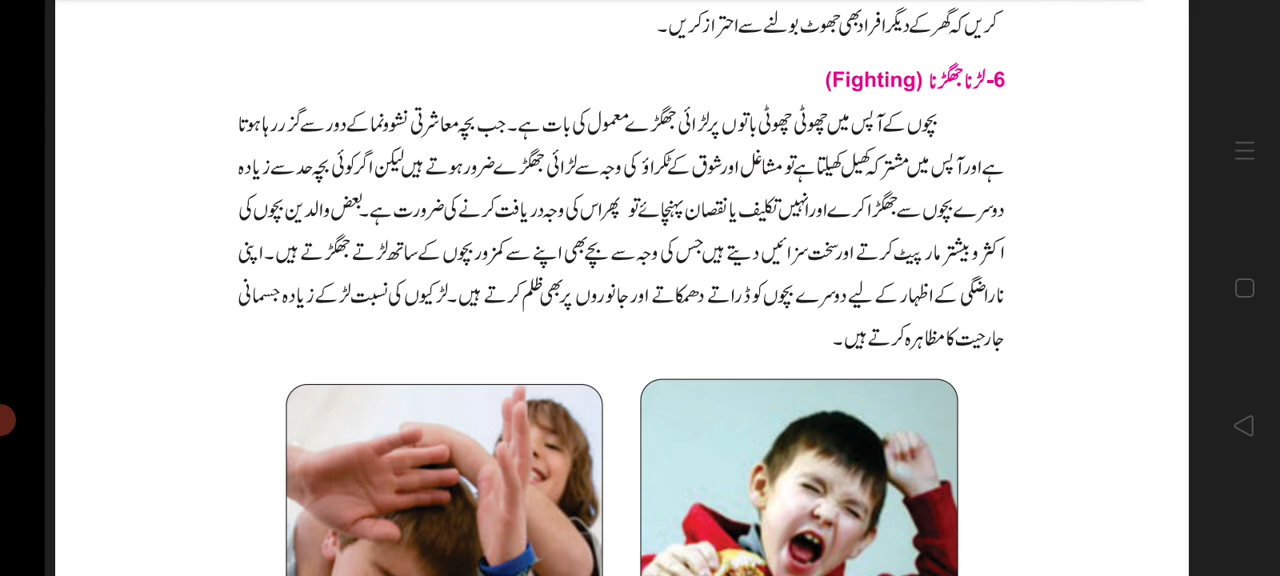 کریں کہ گھر کے دیگر افراد بھی جھوٹ بولنے سے احتراز کریں۔
6-لڑنا جھگڑنا (Fighting)
بچوں کے آپس میں چھوٹی چھوٹی باتوں پر لڑائی جھگڑے معمول کی بات ہے۔ جب بچہ معاشرتی نشوونما کے دور سے گزر رہا ہوتا
ہے اور آپس میں مشترکہ کھیل کھیلتا ہے تو مشاغل اور شوق کے ٹکراؤ کی وجہ سے لڑائی جھگڑے ضرور ہوتے ہیں لیکن اگر کوئی بچہ حد سے زیادہ
دوسرے بچوں سے جھگڑا کرے اور انہیں تکلیف یا نقصان پہنچائے تو پھر اس کی وجہ دریافت کرنے کی ضرورت ہے۔ بعض والدین بچوں کی
اکثر و بیشتر مار پیٹ کرتے اور سخت سزائیں دیتے ہیں جس کی وجہ سے بچے بھی اپنے سے کمزور بچوں کے ساتھ لڑتے جھگڑتے ہیں۔ اپنی
ناراضگی کے اظہار کے لیے دوسرے بچوں کو ڈراتے دھمکاتے اور جانوروں پر بھی ظلم کرتے ہیں۔ لڑکیوں کی نسبت لڑکے زیادہ جسمانی
جارحیت کا مظاہرہ کرتے ہیں۔